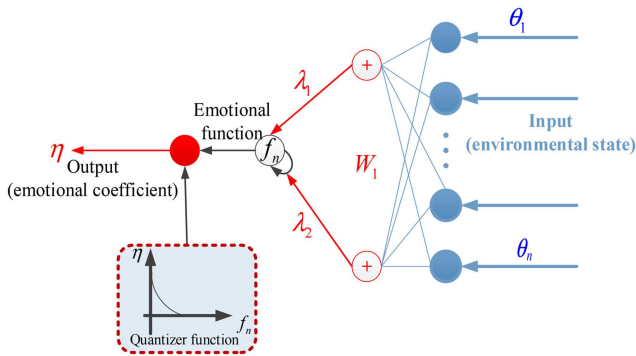 θ₁
+
λ₁
Emotional
function
fₙ
Input
(environmental state)
η
Output
(emotional coefficient)
W₁
λ₂
+
θₙ
η
fₙ
Quantizer function